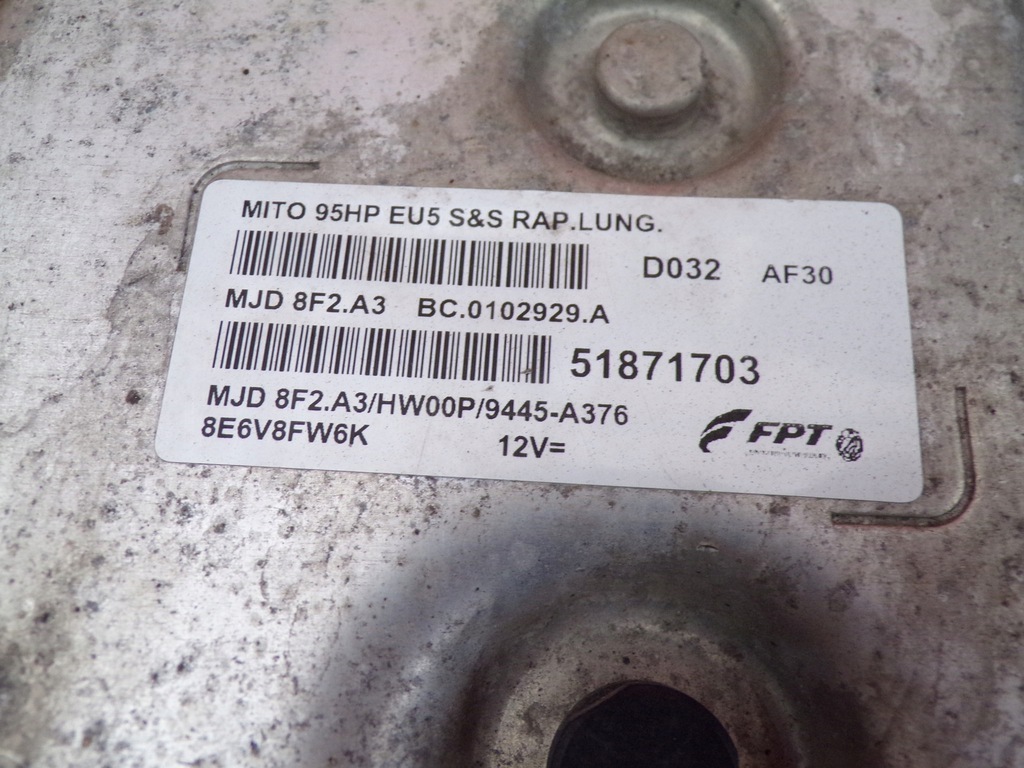 MITO 95HP EU5 S&S RAP.LUNG.
D032 AF30
MJD 8F2.A3 BC.0102929.A
51871703
MJD 8F2.A3/HW00P/9445-A376
8E6V8FW6K 12V=
FPT